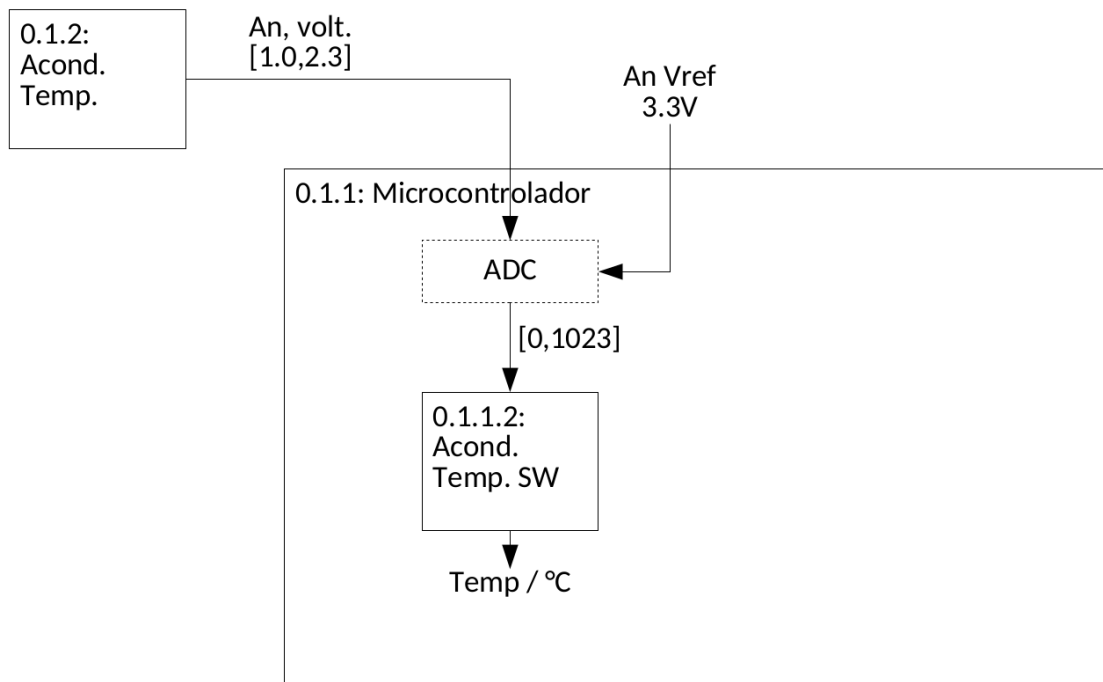 0.1.2:
Acond.
Temp.
An, volt.
[1.0,2.3]
An Vref
3.3V
0.1.1: Microcontrolador
ADC
[0,1023]
0.1.1.2:
Acond.
Temp. SW
Temp / °C